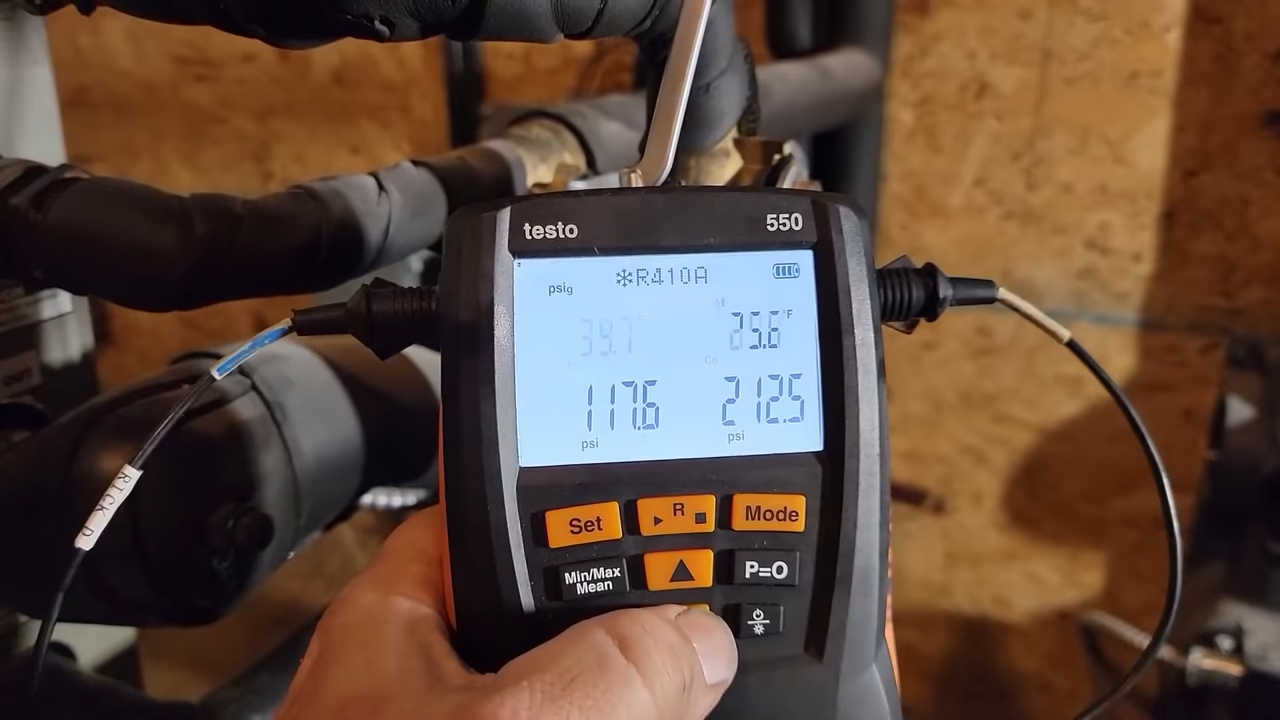 testo 550
psig ❄R410A
39.7 25.6 °F
117.6 212.5
psi psi
Set R Mode
Min/Max
Mean
P=O
RICK D